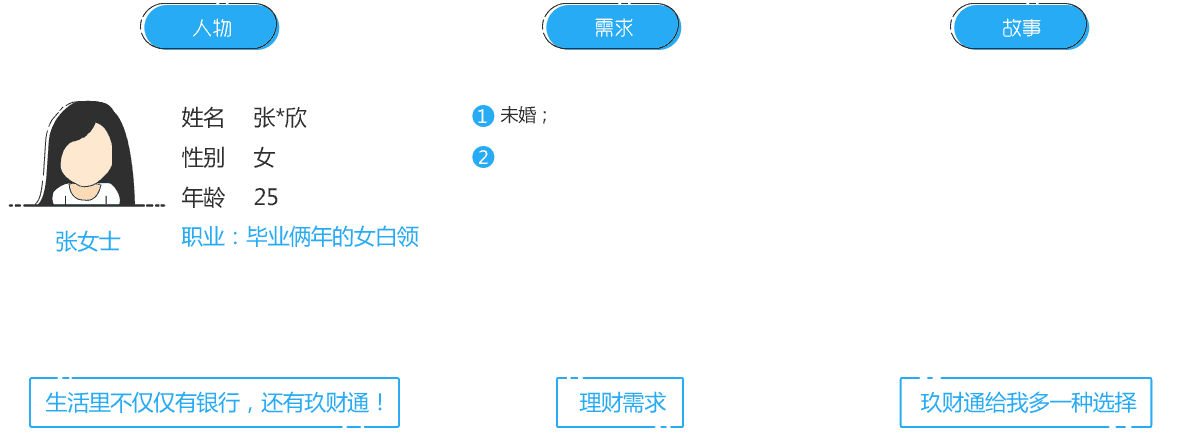 人物
需求
故事
姓名 张*欣
性别 女
年龄 25
职业：毕业俩年的女白领
张女士
1 未婚；
2
生活里不仅仅有银行，还有玖财通！
理财需求
玖财通给我多一种选择